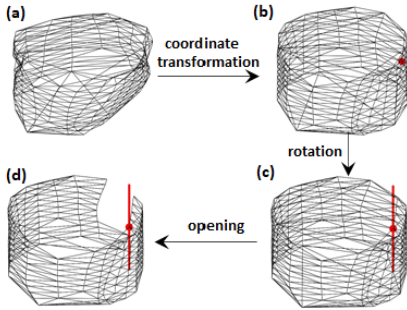 (a)
coordinate
transformation
(b)
rotation
(c)
opening
(d)